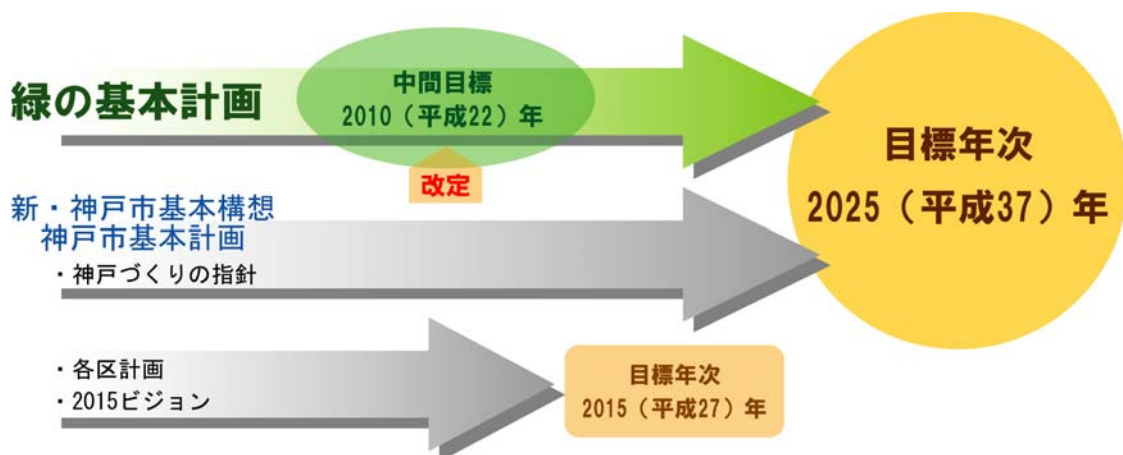 緑の基本計画
中間目標
2010（平成22）年
改定
新・神戸市基本構想
神戸市基本計画
・神戸づくりの指針
目標年次
2025（平成37）年
・各区計画
・2015ビジョン
目標年次
2015（平成27）年